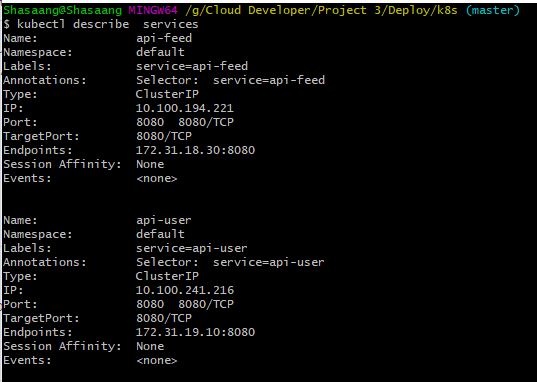 Shasaang@Shasaang MINGW64 /g/Cloud Developer/Project 3/Deploy/k8s (master)
$ kubectl describe  services
Name:              api-feed
Namespace:         default
Labels:            service=api-feed
Annotations:       Selector:  service=api-feed
Type:              ClusterIP
IP:                10.100.194.221
Port:              8080  8080/TCP
TargetPort:        8080/TCP
Endpoints:         172.31.18.30:8080
Session Affinity:  None
Events:            <none>


Name:              api-user
Namespace:         default
Labels:            service=api-user
Annotations:       Selector:  service=api-user
Type:              ClusterIP
IP:                10.100.241.216
Port:              8080  8080/TCP
TargetPort:        8080/TCP
Endpoints:         172.31.19.10:8080
Session Affinity:  None
Events:            <none>